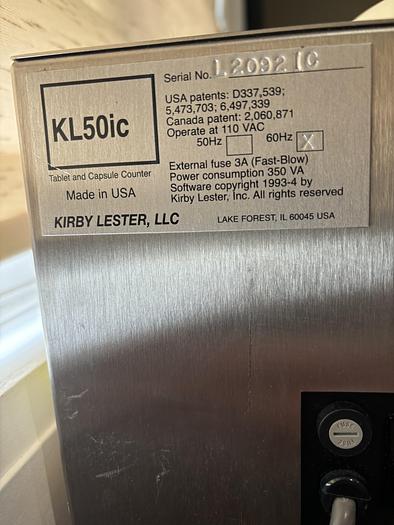 Serial No. L20921C
KL50ic
USA patents: D337,539;
5,473,703; 6,497,339
Canada patent: 2,060,871
Operate at 110 VAC
50Hz 60Hz X
Tablet and Capsule Counter
Made in USA
External fuse 3A (Fast-Blow)
Power consumption 350 VA
Software copyright 1993-4 by
Kirby Lester, Inc. All rights reserved
KIRBY LESTER, LLC
LAKE FOREST, IL 60045 USA
FUSE